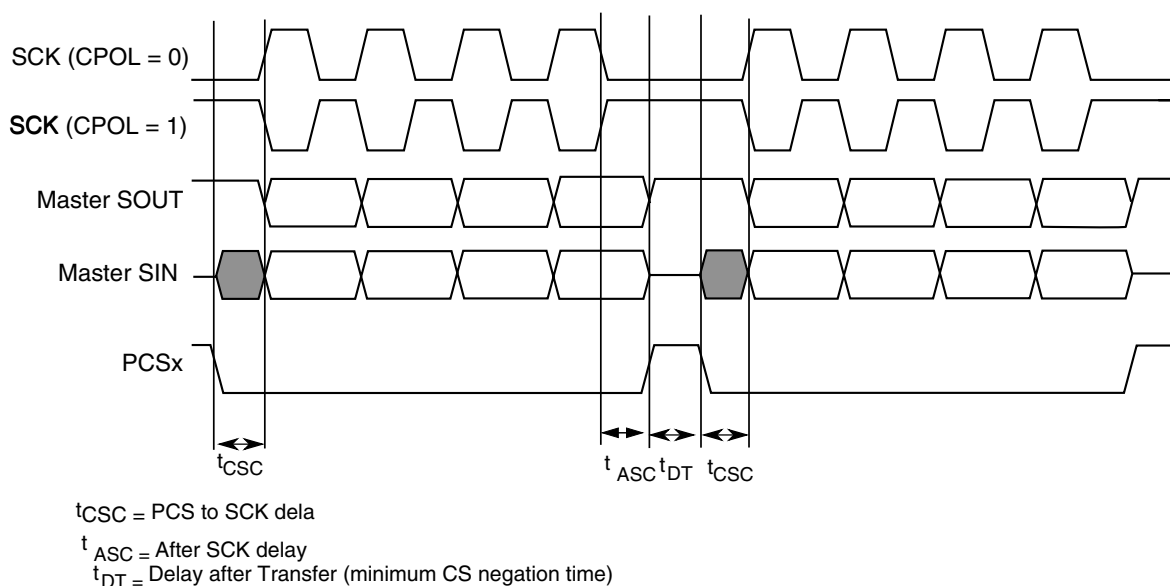 SCK (CPOL = 0)
SCK (CPOL = 1)
Master SOUT
Master SIN
PCSx
tCSC
t ASC
tDT
tCSC
tCSC = PCS to SCK dela
t ASC = After SCK delay
tDT = Delay after Transfer (minimum CS negation time)